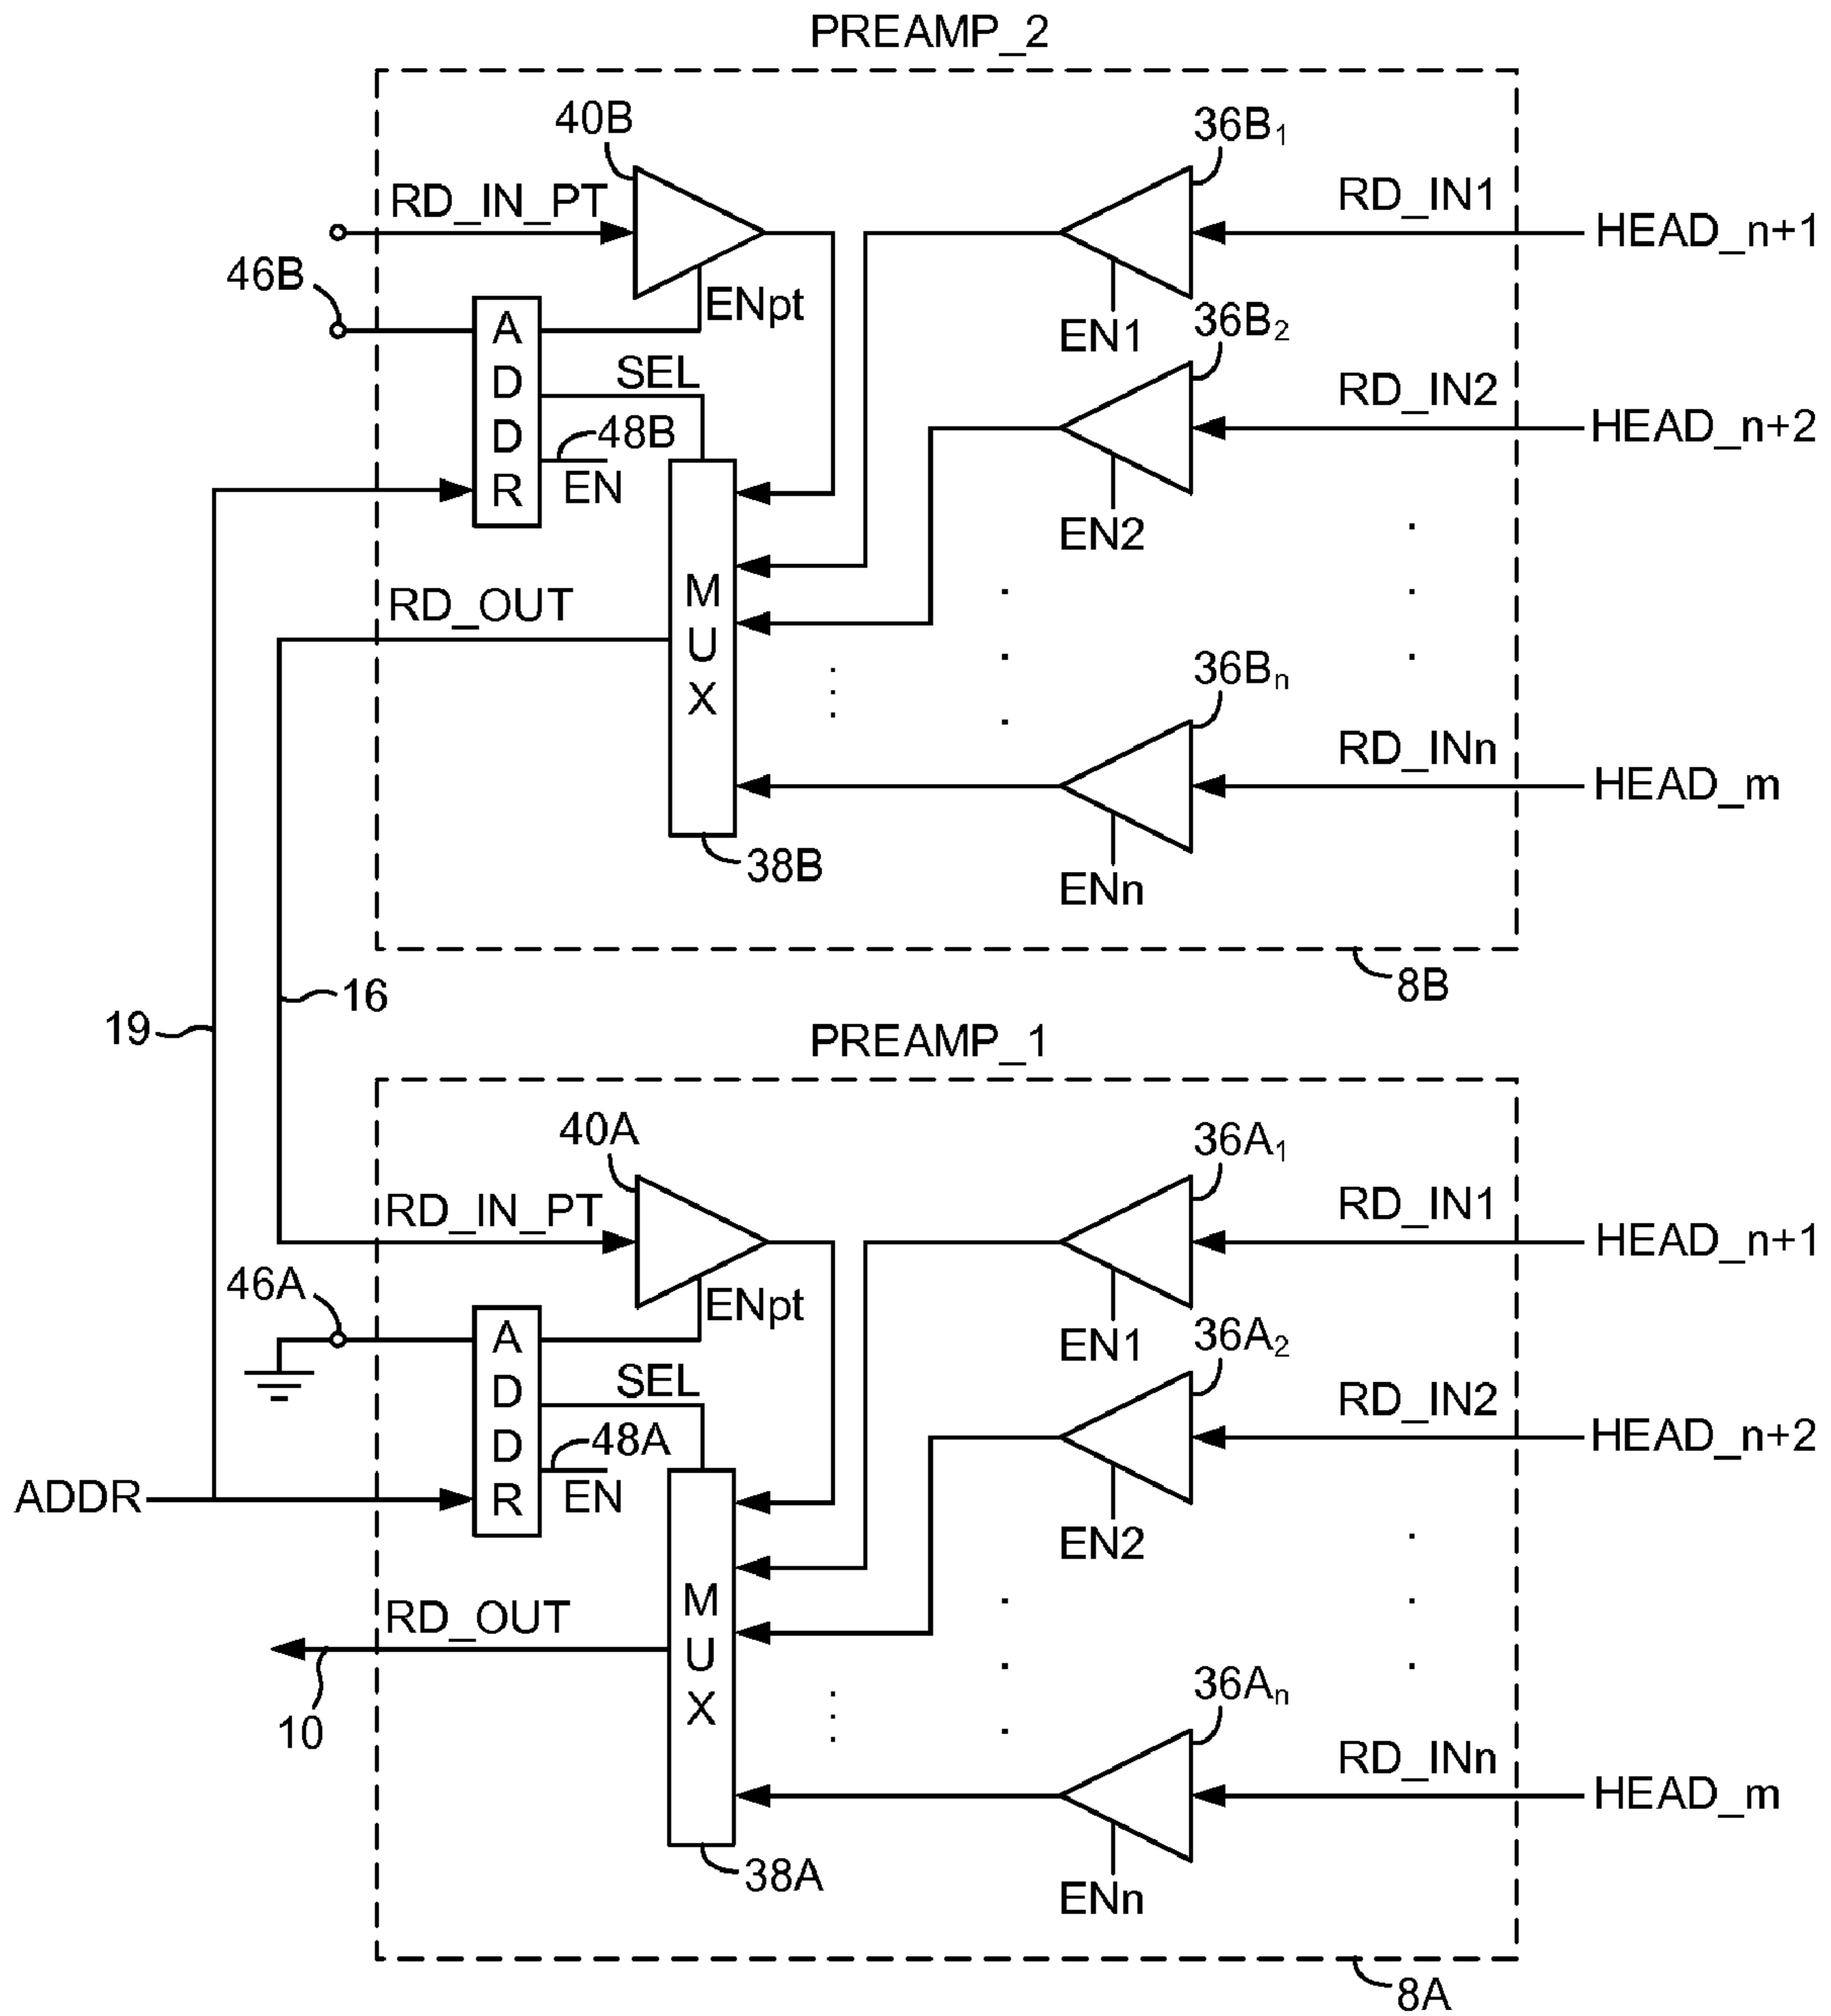 PREAMP_2
40B
36B1
RD_IN_PT
RD_IN1
HEAD_n+1
46B
ENpt
EN1
36B2
A
D
D
R
SEL
RD_IN2
HEAD_n+2
48B
EN
EN2
RD_OUT
M
U
X
36Bn
RD_INn
HEAD_m
38B
ENn
16
8B
19
PREAMP_1
40A
36A1
RD_IN_PT
RD_IN1
HEAD_n+1
46A
ENpt
EN1
36A2
A
D
D
R
SEL
RD_IN2
HEAD_n+2
48A
ADDR
EN
EN2
RD_OUT
M
U
X
36An
10
RD_INn
HEAD_m
38A
ENn
8A